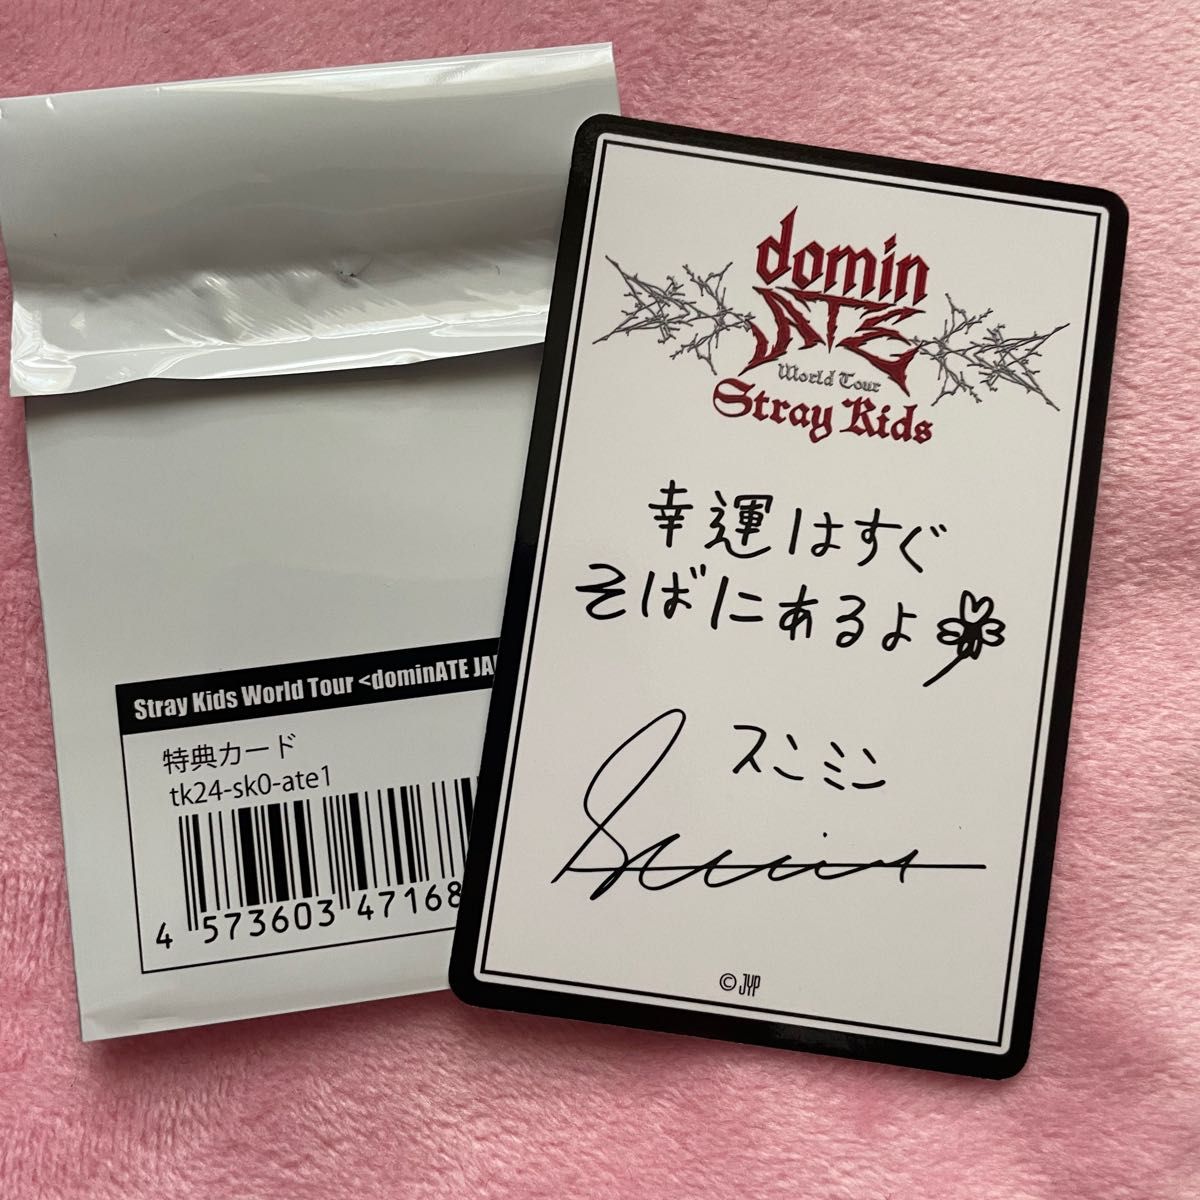 domin
ATE
World Tour
Stray Kids
幸運はすぐ
そばにあるよ
スンミン
© JYP
Stray Kids World Tour <dominATE
特典カード
tk24-sk0-ate1
4 573603 47168